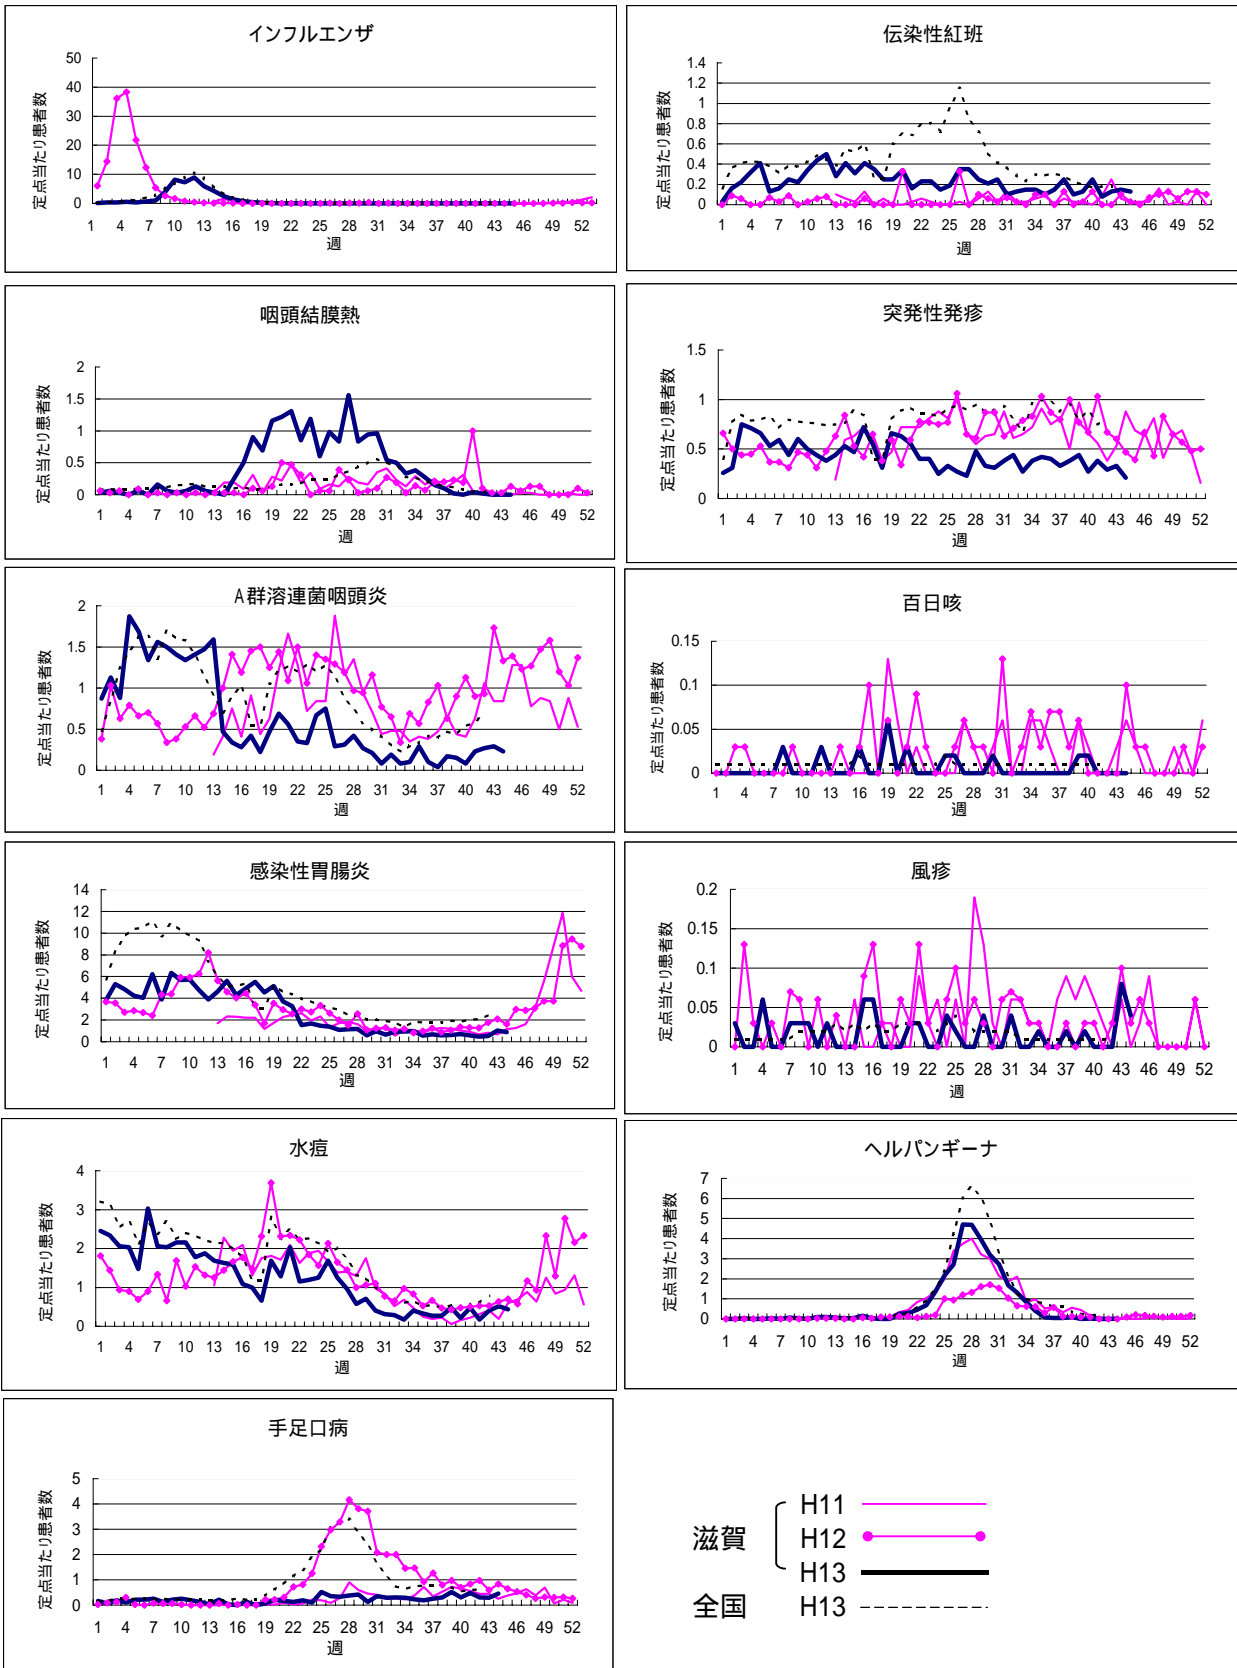 インフルエンザ
定点当たり患者数
50
40
30
20
10
0
1 4 7 10 13 16 19 22 25 28 31 34 37 40 43 46 49 52
週
伝染性紅班
定点当たり患者数
1.4
1.2
1
0.8
0.6
0.4
0.2
0
1 4 7 10 13 16 19 22 25 28 31 34 37 40 43 46 49 52
週
咽頭結膜熱
定点当たり患者数
2
1.5
1
0.5
0
1 4 7 10 13 16 19 22 25 28 31 34 37 40 43 46 49 52
週
突発性発疹
定点当たり患者数
1.5
1
0.5
0
1 4 7 10 13 16 19 22 25 28 31 34 37 40 43 46 49 52
週
A群溶連菌咽頭炎
定点当たり患者数
2
1.5
1
0.5
0
1 4 7 10 13 16 19 22 25 28 31 34 37 40 43 46 49 52
週
百日咳
定点当たり患者数
0.15
0.1
0.05
0
1 4 7 10 13 16 19 22 25 28 31 34 37 40 43 46 49 52
週
感染性胃腸炎
定点当たり患者数
14
12
10
8
6
4
2
0
1 4 7 10 13 16 19 22 25 28 31 34 37 40 43 46 49 52
週
風疹
定点当たり患者数
0.2
0.15
0.1
0.05
0
1 4 7 10 13 16 19 22 25 28 31 34 37 40 43 46 49 52
週
水痘
定点当たり患者数
4
3
2
1
0
1 4 7 10 13 16 19 22 25 28 31 34 37 40 43 46 49 52
週
ヘルパンギーナ
定点当たり患者数
7
6
5
4
3
2
1
0
1 4 7 10 13 16 19 22 25 28 31 34 37 40 43 46 49 52
週
手足口病
定点当たり患者数
5
4
3
2
1
0
1 4 7 10 13 16 19 22 25 28 31 34 37 40 43 46 49 52
週
H11
滋賀 H12
H13
全国 H13